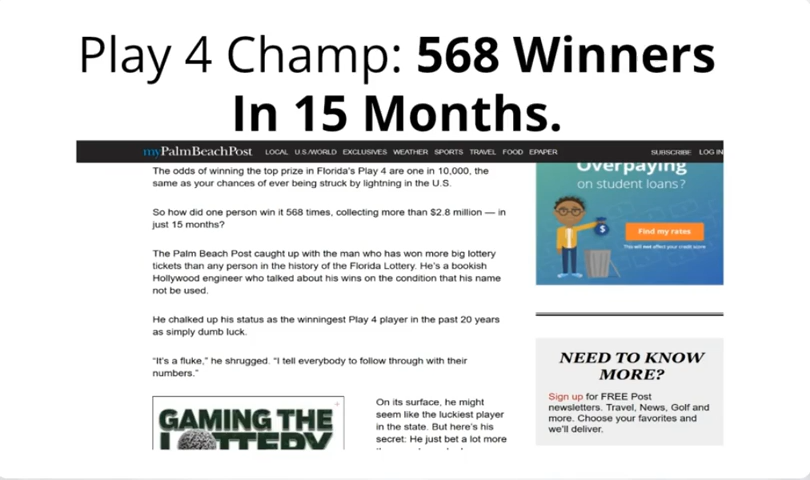 Play 4 Champ: 568 Winners
In 15 Months.
myPalmBeachPost LOCAL U.S./WORLD EXCLUSIVES WEATHER SPORTS TRAVEL FOOD EPAPER SUBSCRIBE LOG IN
The odds of winning the top prize in Florida's Play 4 are one in 10,000, the
same as your chances of ever being struck by lightning in the U.S.
So how did one person win it 568 times, collecting more than $2.8 million — in
just 15 months?
The Palm Beach Post caught up with the man who has won more big lottery
tickets than any person in the history of the Florida Lottery. He's a bookish
Hollywood engineer who talked about his wins on the condition that his name
not be used.
He chalked up his status as the winningest Play 4 player in the past 20 years
as simply dumb luck.
"It's a fluke," he shrugged. "I tell everybody to follow through with their
numbers."
GAMING THE
LOTTERY
On its surface, he might
seem like the luckiest player
in the state. But here's his
secret: He just bet a lot more
Overpaying
on student loans?
$
Find my rates
This will not affect your credit score
NEED TO KNOW
MORE?
Sign up for FREE Post
newsletters. Travel, News, Golf and
more. Choose your favorites and
we'll deliver.